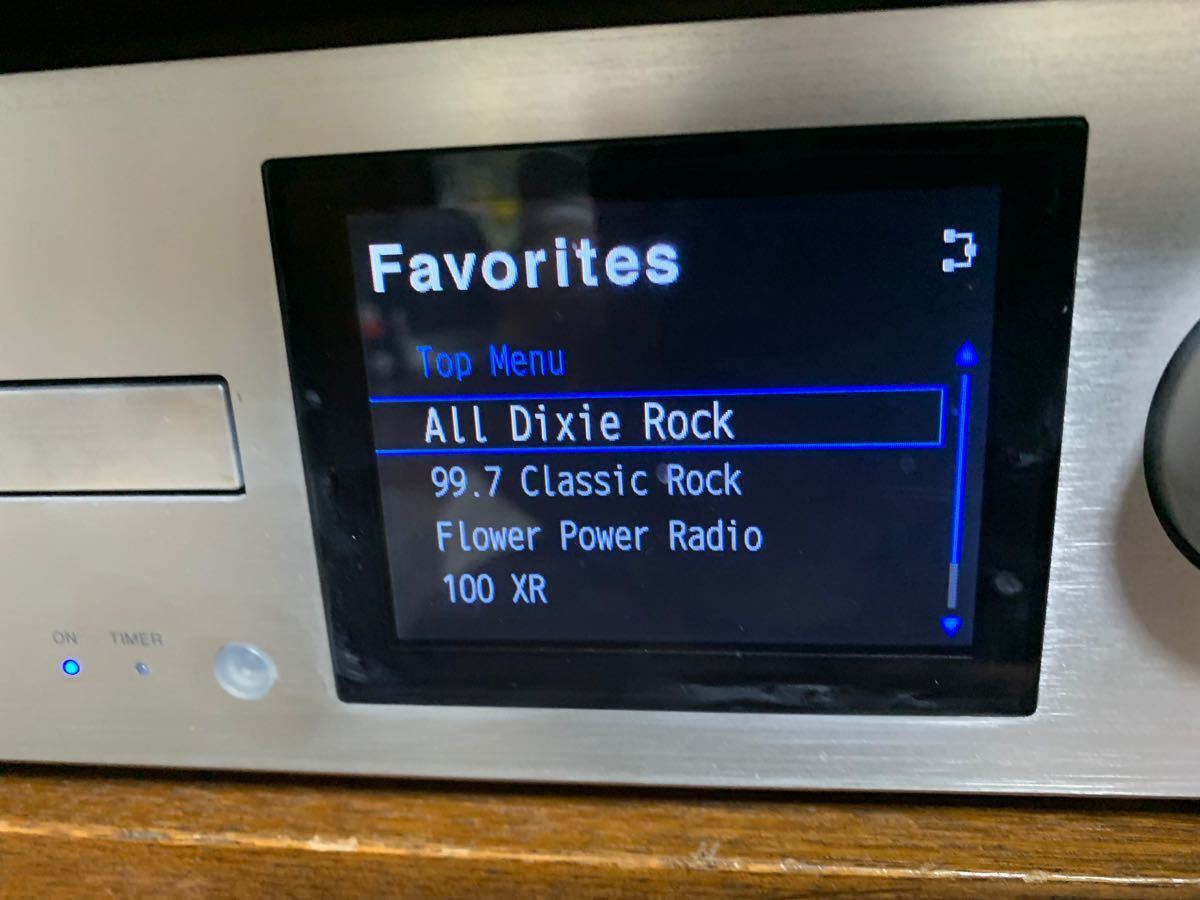 Favorites
Top Menu
All Dixie Rock
99.7 Classic Rock
Flower Power Radio
100 XR
ON TIMER